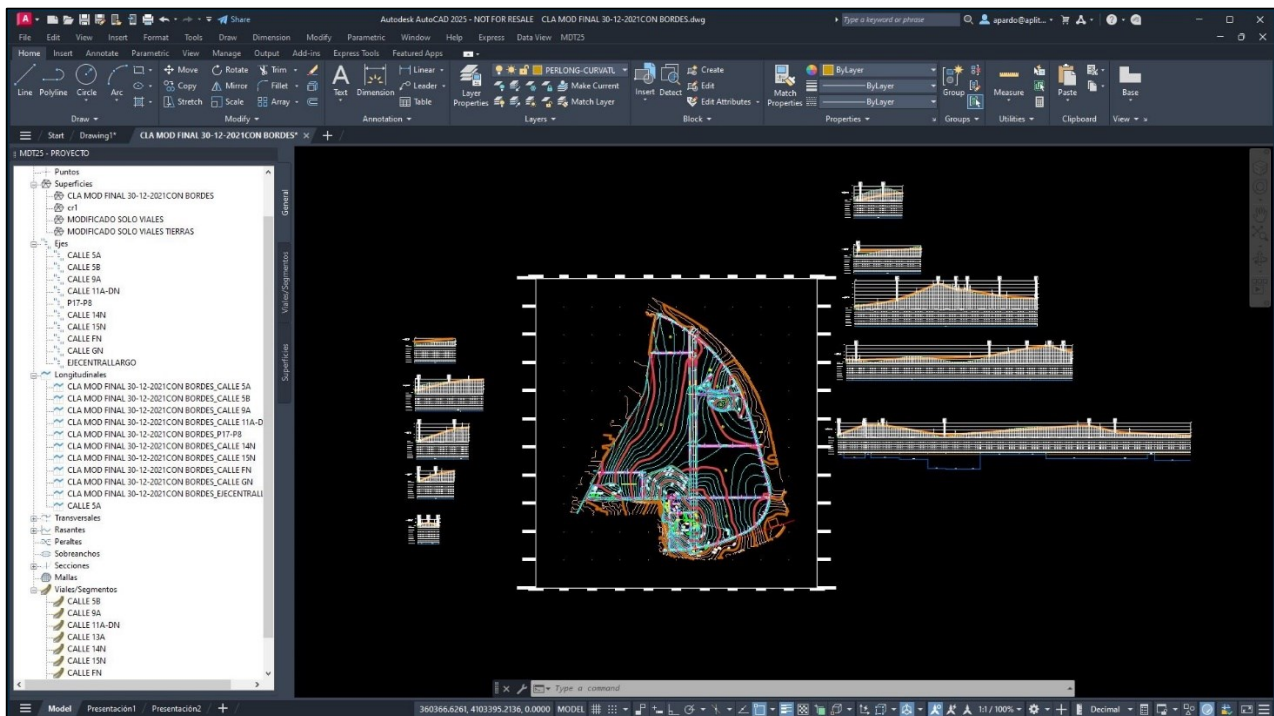 Share
Autodesk AutoCAD 2025 - NOT FOR RESALE CLA MOD FINAL 30-12-2021CON BORDES.dwg
Type a keyword or phrase
apardo@aplit...
File Edit View Insert Format Tools Draw Dimension Modify Parametric Window Help Express Data View MDT25
Home Insert Annotate Parametric View Manage Output Add-ins Express Tools Featured Apps
Line Polyline Circle Arc
Move Rotate Trim
Copy Mirror Fillet
Stretch Scale Array
Text Dimension
Linear
Leader
Table
Layer Properties
PERLONG-CURVATL
Make Current
Match Layer
Insert Detect
Create
Edit
Edit Attributes
Match Properties
ByLayer
ByLayer
ByLayer
Group
Measure
Paste
Base
Draw Modify Annotation Layers Block Properties Groups Utilities Clipboard View
Start Drawing1* CLA MOD FINAL 30-12-2021CON BORDES*
MDT25 - PROYECTO
General
Viales/Segmentos
Superficies
Puntos
Superficies
CLA MOD FINAL 30-12-2021CON BORDES
cr1
MODIFICADO SOLO VIALES
MODIFICADO SOLO VIALES TIERRAS
Ejes
CALLE 5A
CALLE 5B
CALLE 9A
CALLE 11A-DN
P17-P8
CALLE 14N
CALLE 15N
CALLE FN
CALLE GN
EJECENTRALLARGO
Longitudinales
CLA MOD FINAL 30-12-2021CON BORDES_CALLE 5A
CLA MOD FINAL 30-12-2021CON BORDES_CALLE 5B
CLA MOD FINAL 30-12-2021CON BORDES_CALLE 9A
CLA MOD FINAL 30-12-2021CON BORDES_CALLE 11A-D
CLA MOD FINAL 30-12-2021CON BORDES_P17-P8
CLA MOD FINAL 30-12-2021CON BORDES_CALLE 14N
CLA MOD FINAL 30-12-2021CON BORDES_CALLE 15N
CLA MOD FINAL 30-12-2021CON BORDES_CALLE FN
CLA MOD FINAL 30-12-2021CON BORDES_CALLE GN
CLA MOD FINAL 30-12-2021CON BORDES_EJECENTRALL
CALLE 5A
Transversales
Rasantes
Peraltes
Sobreanchos
Secciones
Mallas
Viales/Segmentos
CALLE 5B
CALLE 9A
CALLE 11A-DN
CALLE 13A
CALLE 14N
CALLE 15N
CALLE FN
Type a command
Model Presentación1 Presentación2
360366.6261, 4103395.2136, 0.0000 MODEL 1:1 / 100% Decimal